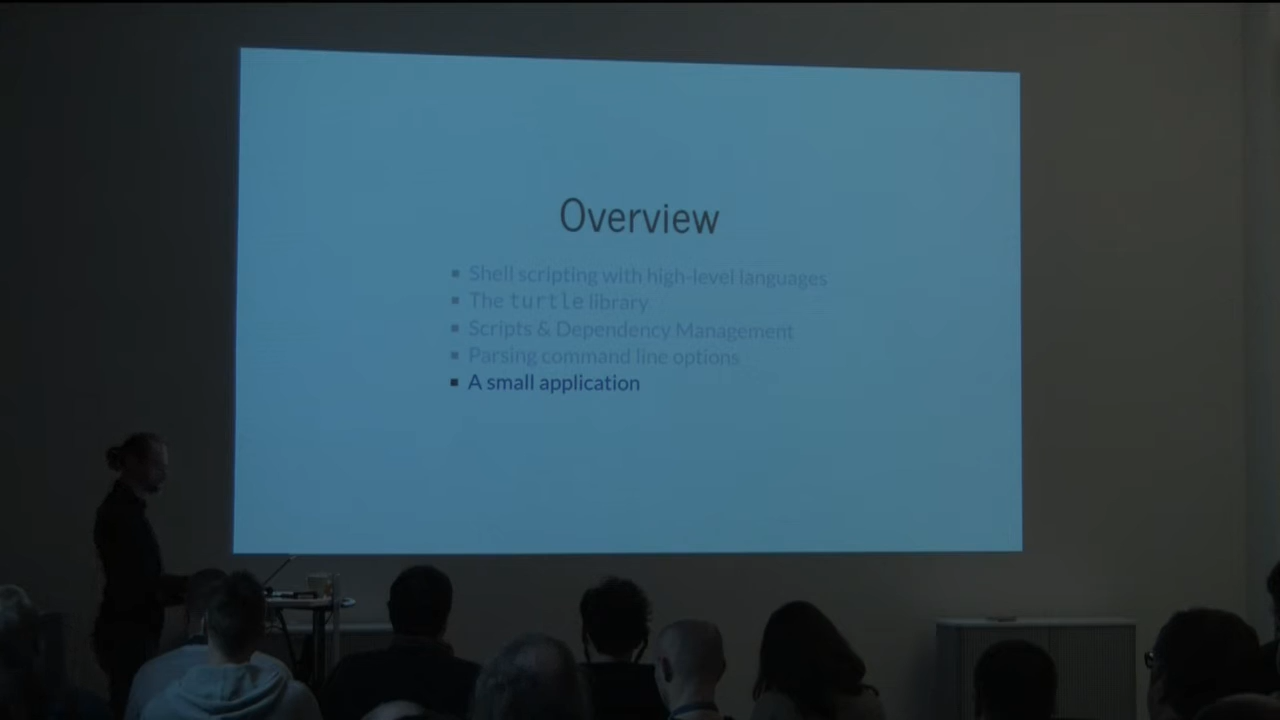 Overview
Shell scripting with high-level languages
The turtle library
Scripts & Dependency Management
Parsing command line options
A small application